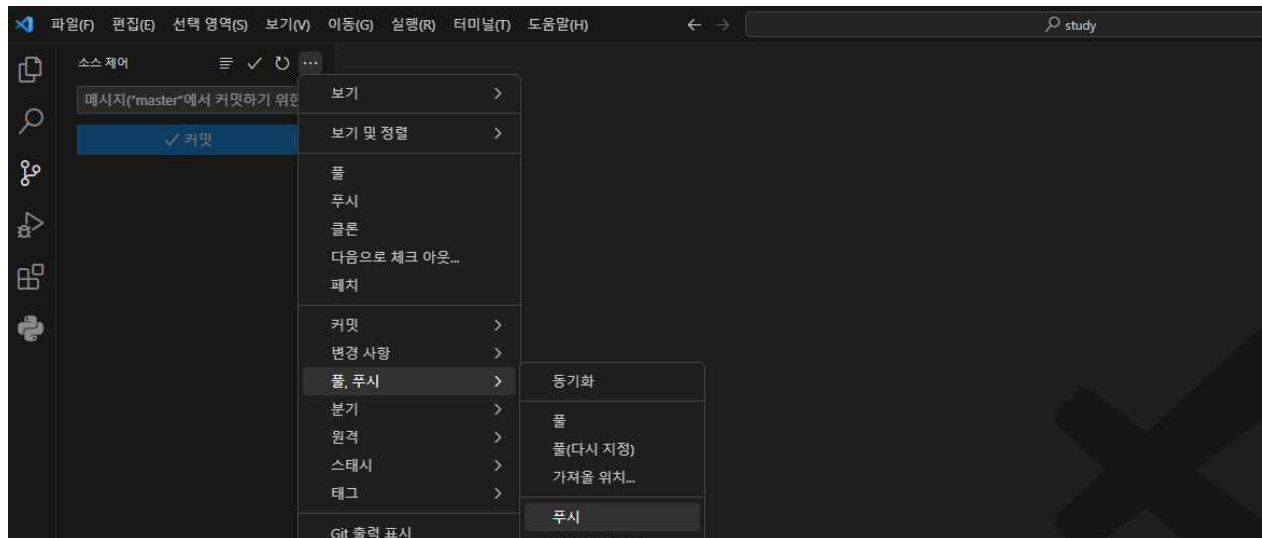 파일(F) 편집(E) 선택 영역(S) 보기(V) 이동(G) 실행(R) 터미널(T) 도움말(H)
study
소스 제어
메시지("master"에서 커밋하기 위한
커밋
보기
보기 및 정렬
풀
푸시
클론
다음으로 체크 아웃...
페치
커밋
변경 사항
풀, 푸시
분기
원격
스태시
태그
Git 출력 표시
동기화
풀
풀(다시 지정)
가져올 위치...
푸시